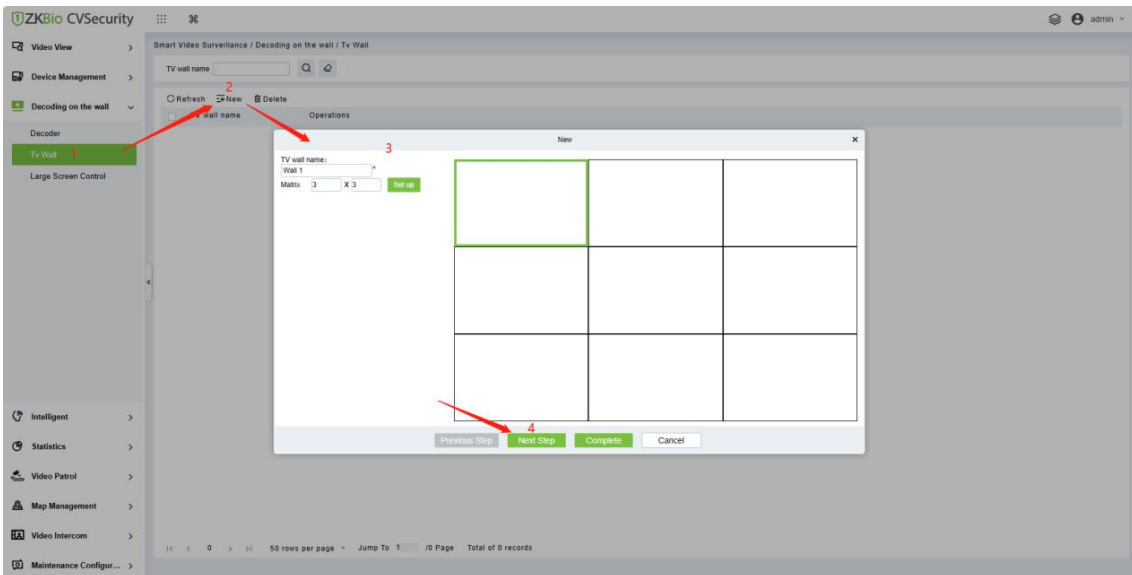 ZKBio CVSecurity
admin
Video View
Device Management
Decoding on the wall
Decoder
Tv Wall 1
Large Screen Control
Intelligent
Statistics
Video Patrol
Map Management
Video Intercom
Maintenance Configur...
Smart Video Surveillance / Decoding on the wall / Tv Wall
TV wall name
2
Refresh New Delete
TV wall name Operations
New
3
TV wall name:
Wall 1 *
Matrix 3 X 3 Set up
4
Previous Step Next Step Complete Cancel
0 50 rows per page Jump To 1 /0 Page Total of 0 records